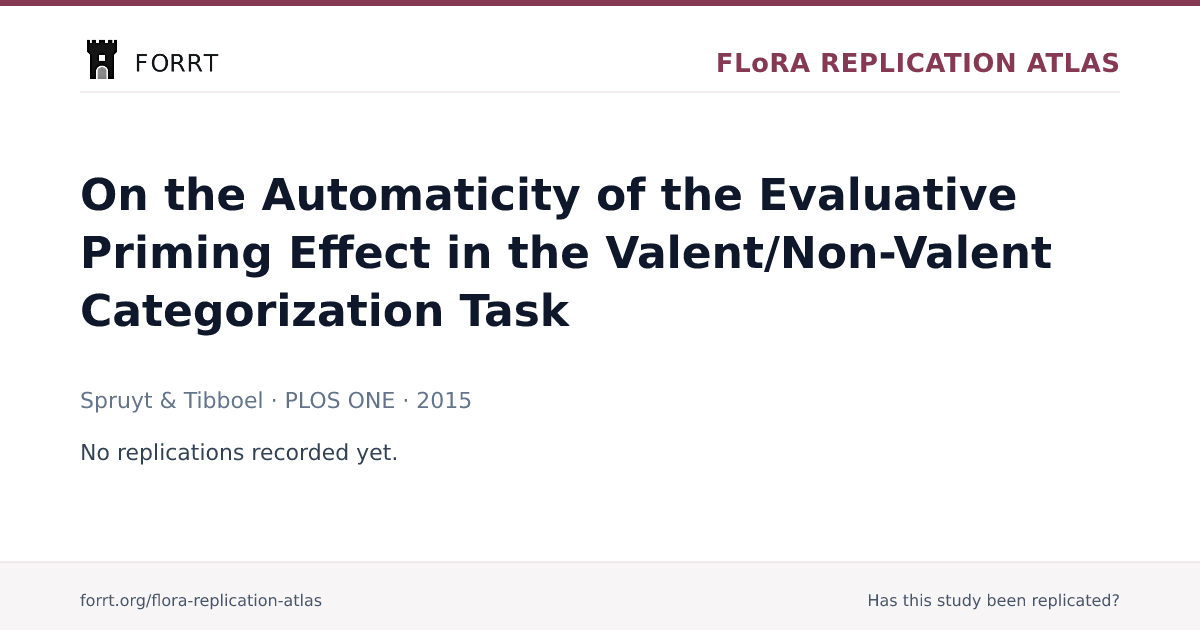 FORRT
FLoRA REPLICATION ATLAS
On the Automaticity of the Evaluative
Priming Effect in the Valent/Non-Valent
Categorization Task
Spruyt & Tibboel · PLOS ONE · 2015
No replications recorded yet.
forrt.org/flora-replication-atlas
Has this study been replicated?